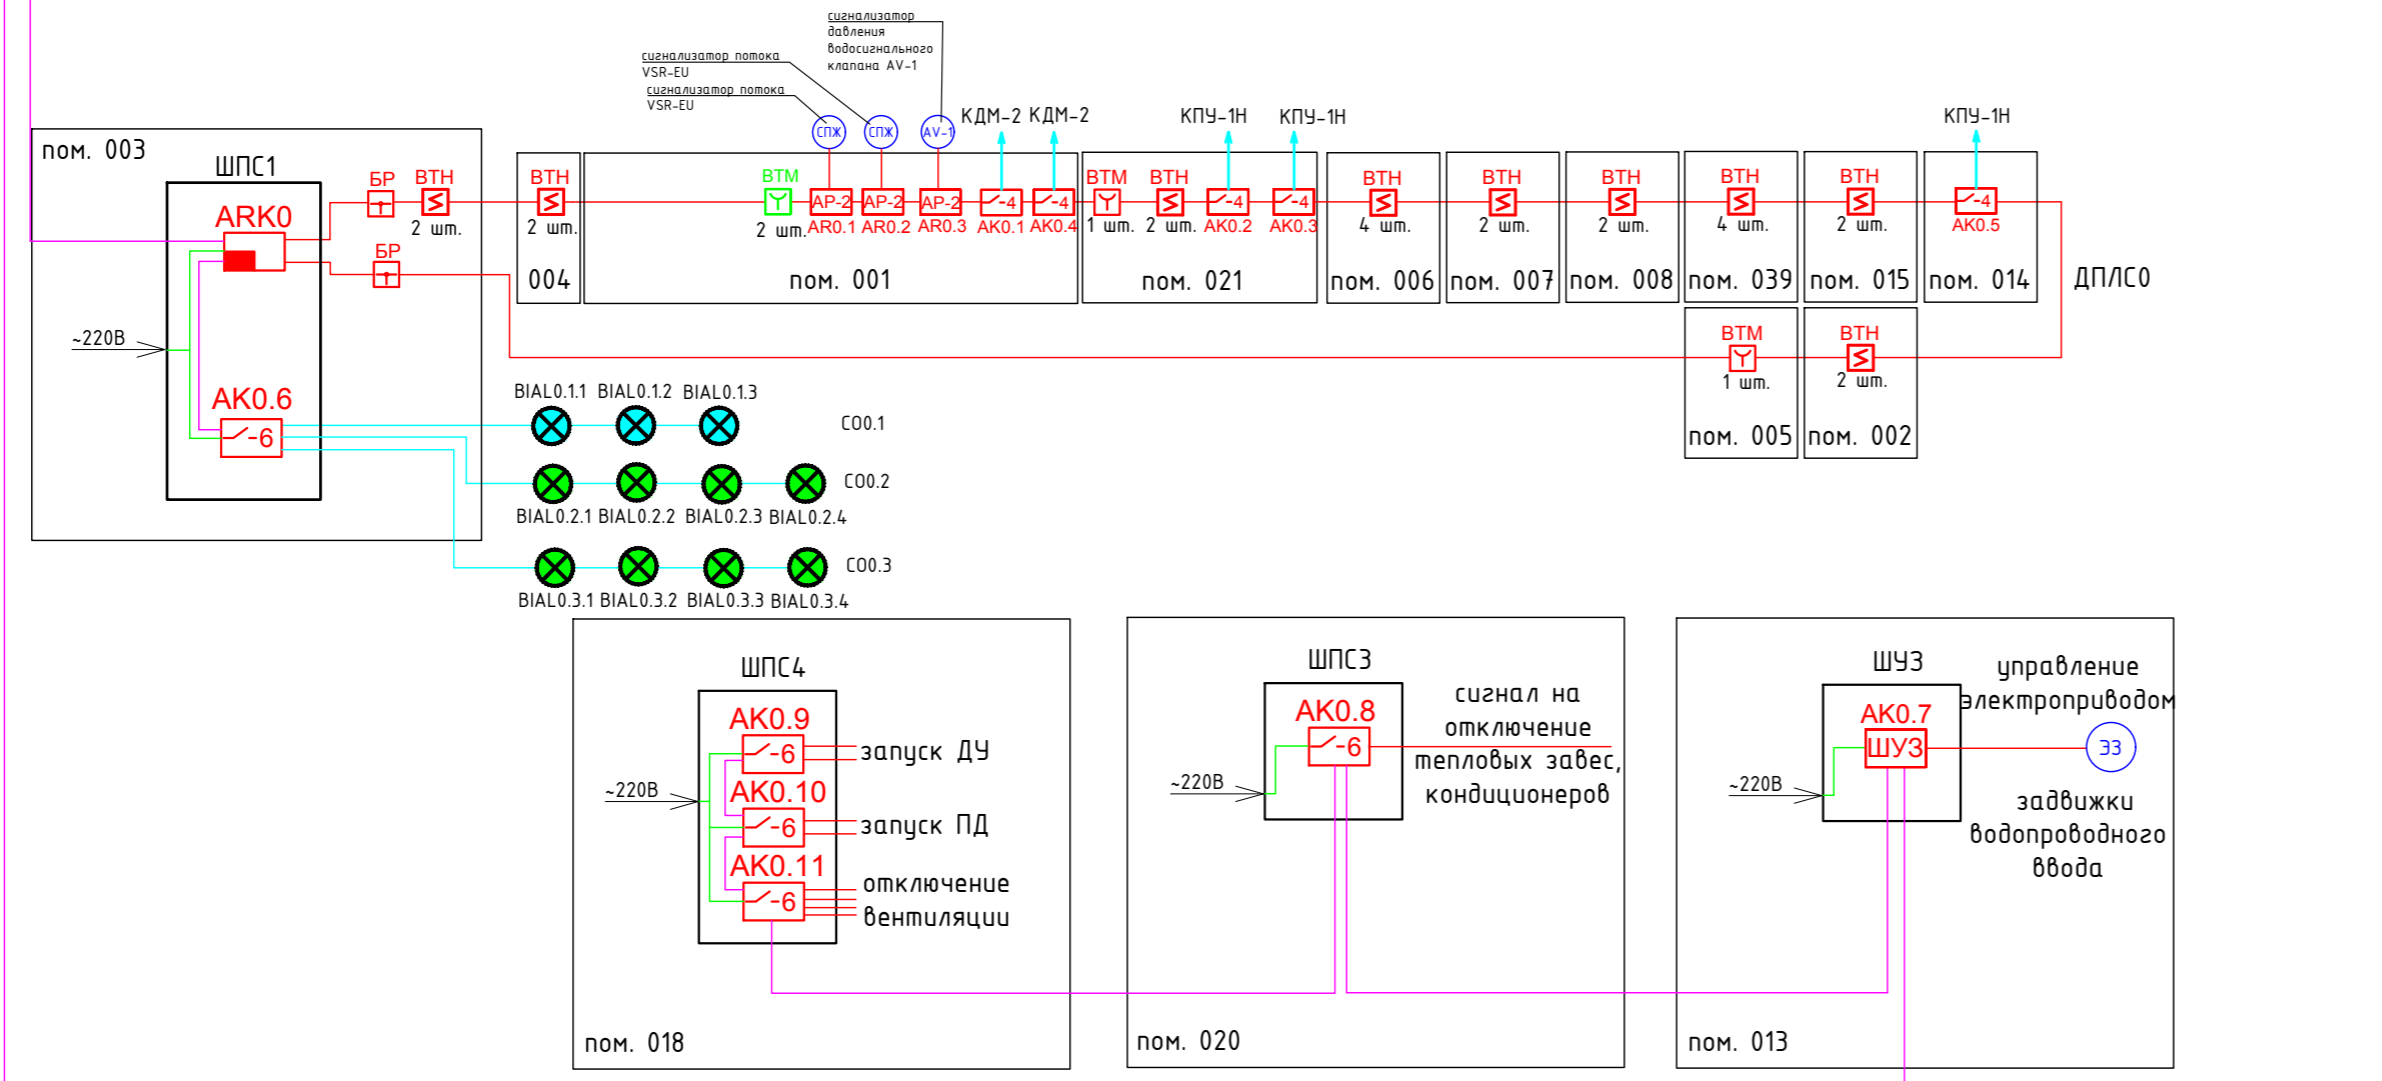 сигнализатор
давления
водосигнального
клапана AV-1
сигнализатор потока
VSR-EU
сигнализатор потока
VSR-EU
СПЖ
СПЖ
AV-1
КДМ-2
КДМ-2
КПУ-1Н
КПУ-1Н
КПУ-1Н
пом. 003
ШПС1
ARK0
БР
ВТН
2 шт.
БР
~220В
AK0.6
-6
ВТН
2 шт.
004
ВТМ
2 шт.
AP-2
AR0.1
AP-2
AR0.2
AP-2
AR0.3
-4
AK0.1
-4
AK0.4
пом. 001
ВТМ
1 шт.
ВТН
2 шт.
-4
AK0.2
-4
AK0.3
пом. 021
ВТН
4 шт.
пом. 006
ВТН
2 шт.
пом. 007
ВТН
2 шт.
пом. 008
ВТН
4 шт.
пом. 039
ВТН
2 шт.
пом. 015
-4
AK0.5
пом. 014
ДПЛС0
ВТМ
1 шт.
пом. 005
ВТН
2 шт.
пом. 002
BIAL0.1.1 BIAL0.1.2 BIAL0.1.3
СО0.1
СО0.2
BIAL0.2.1 BIAL0.2.2 BIAL0.2.3 BIAL0.2.4
СО0.3
BIAL0.3.1 BIAL0.3.2 BIAL0.3.3 BIAL0.3.4
ШПС4
AK0.9
-6
запуск ДУ
~220В
AK0.10
-6
запуск ПД
AK0.11
-6
отключение
вентиляции
пом. 018
ШПС3
AK0.8
-6
~220В
сигнал на
отключение
тепловых завес,
кондиционеров
пом. 020
ШУЗ
AK0.7
ШУЗ
~220В
управление
электроприводом
ЭЗ
задвижки
водопроводного
ввода
пом. 013